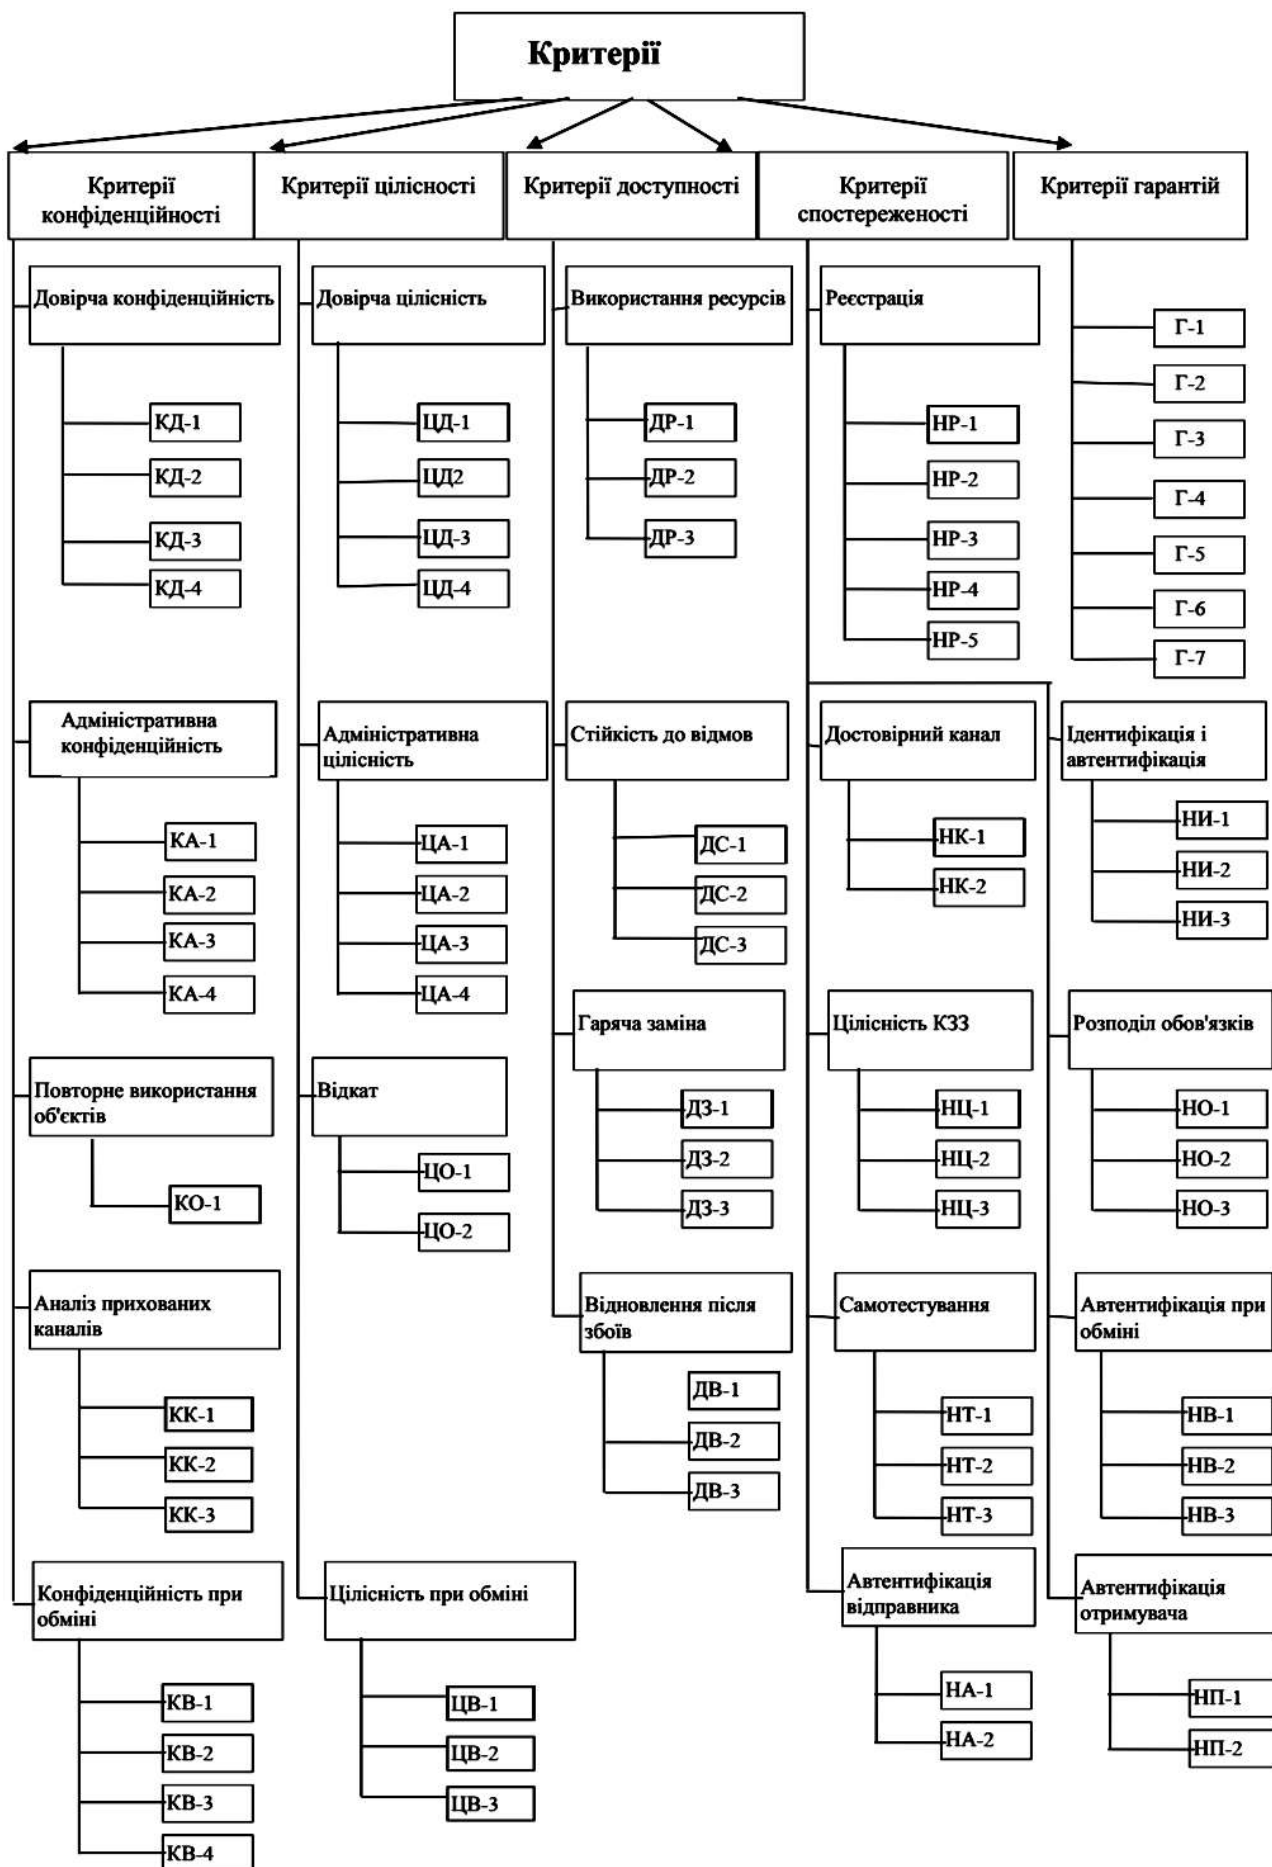 Критерії
Критерії
конфіденційності
Критерії цілісності
Критерії доступності
Критерії
спостереженості
Критерії гарантій
Довірча конфіденційність
КД-1
КД-2
КД-3
КД-4
Адміністративна
конфіденційність
КА-1
КА-2
КА-3
КА-4
Повторне використання
об'єктів
КО-1
Аналіз прихованих
каналів
КК-1
КК-2
КК-3
Конфіденційність при
обміні
КВ-1
КВ-2
КВ-3
КВ-4
Довірча цілісність
ЦД-1
ЦД2
ЦД-3
ЦД-4
Адміністративна
цілісність
ЦА-1
ЦА-2
ЦА-3
ЦА-4
Відкат
ЦО-1
ЦО-2
Цілісність при обміні
ЦВ-1
ЦВ-2
ЦВ-3
Використання ресурсів
ДР-1
ДР-2
ДР-3
Стійкість до відмов
ДС-1
ДС-2
ДС-3
Гаряча заміна
ДЗ-1
ДЗ-2
ДЗ-3
Відновлення після
збоїв
ДВ-1
ДВ-2
ДВ-3
Реєстрація
НР-1
НР-2
НР-3
НР-4
НР-5
Достовірний канал
НК-1
НК-2
Цілісність КЗЗ
НЦ-1
НЦ-2
НЦ-3
Самотестування
НТ-1
НТ-2
НТ-3
Автентифікація
відправника
НА-1
НА-2
Г-1
Г-2
Г-3
Г-4
Г-5
Г-6
Г-7
Ідентифікація і
автентифікація
НИ-1
НИ-2
НИ-3
Розподіл обов'язків
НО-1
НО-2
НО-3
Автентифікація при
обміні
НВ-1
НВ-2
НВ-3
Автентифікація
отримувача
НП-1
НП-2